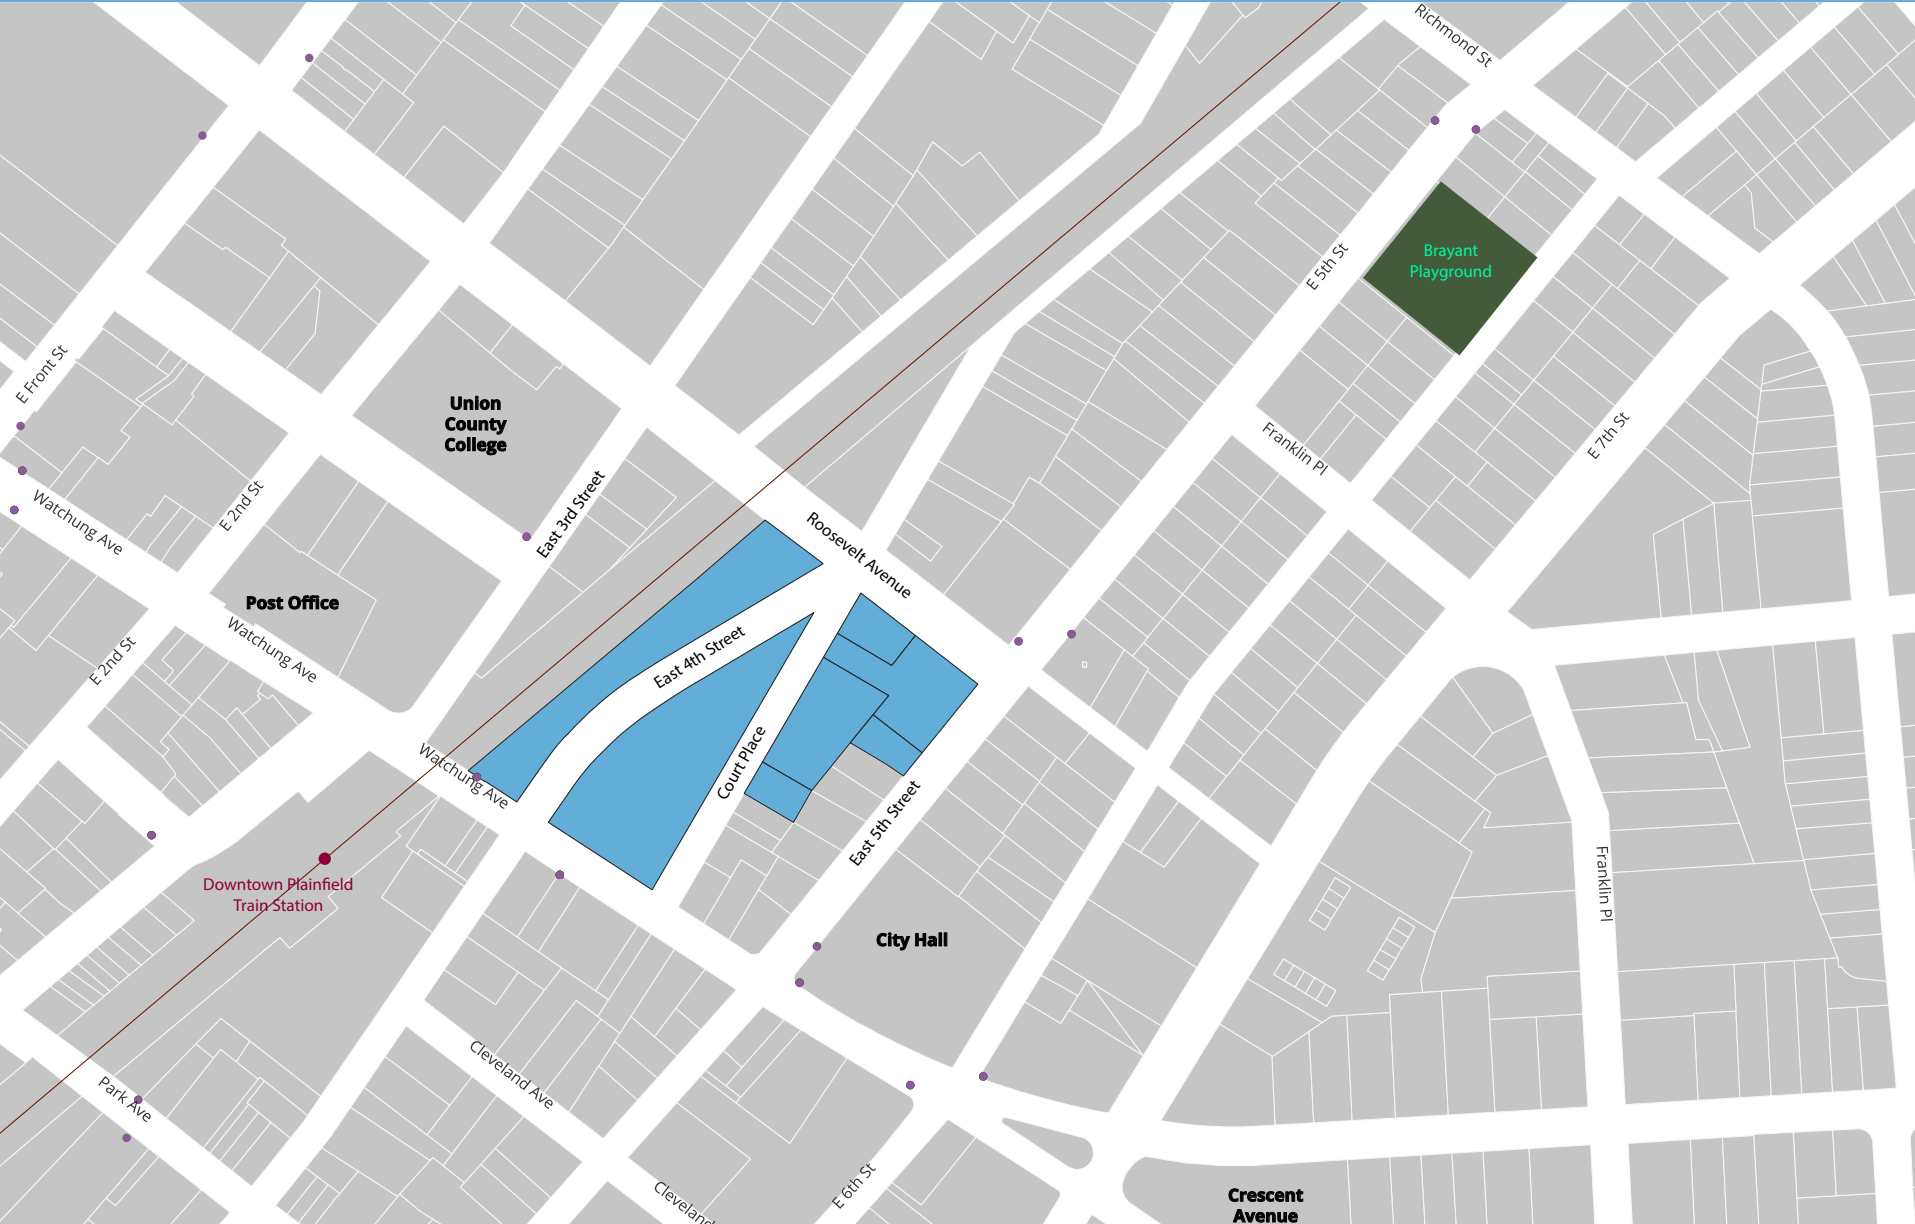 Richmond St
Brayant
Playground
E 5th St
E Front St
Union
County
College
Franklin Pl
E 7th St
Watchung Ave
E 2nd St
East 3rd Street
Roosevelt Avenue
Post Office
Watchung Ave
E 2nd St
East 4th Street
Court Place
Watchung Ave
East 5th Street
Downtown Plainfield
Train Station
Franklin Pl
City Hall
Cleveland Ave
Park Ave
E 6th St
Cleveland
Crescent
Avenue